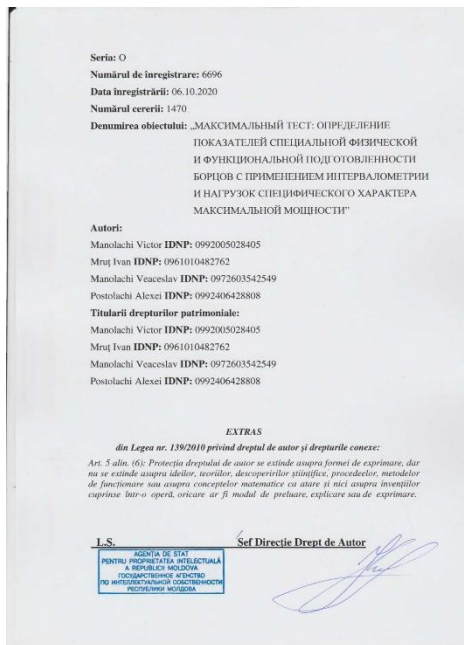 Seria: O
Numărul de înregistrare: 6696
Data înregistrării: 06.10.2020
Numărul cererii: 1470
Denumirea obiectului: „МАКСИМАЛЬНЫЙ ТЕСТ: ОПРЕДЕЛЕНИЕ
ПОКАЗАТЕЛЕЙ СПЕЦИАЛЬНОЙ ФИЗИЧЕСКОЙ
И ФУНКЦИОНАЛЬНОЙ ПОДГОТОВЛЕННОСТИ
БОРЦОВ С ПРИМЕНЕНИЕМ ИНТЕРВАЛОМЕТРИИ
И НАГРУЗОК СПЕЦИФИЧЕСКОГО ХАРАКТЕРА
МАКСИМАЛЬНОЙ МОЩНОСТИ”
Autori:
Manolachi Victor IDNP: 0992005028405
Mruț Ivan IDNP: 0961010482762
Manolachi Veaceslav IDNP: 0972603542549
Postolachi Alexei IDNP: 0992406428808
Titularii drepturilor patrimoniale:
Manolachi Victor IDNP: 0992005028405
Mruț Ivan IDNP: 0961010482762
Manolachi Veaceslav IDNP: 0972603542549
Postolachi Alexei IDNP: 0992406428808
EXTRAS
din Legea nr. 139/2010 privind dreptul de autor și drepturile conexe:
Art. 5 alin. (6): Protecția dreptului de autor se extinde asupra formei de exprimare, dar
nu se extinde asupra ideilor, teoriilor, descoperirilor științifice, procedeelor, metodelor
de funcționare sau asupra conceptelor matematice ca atare și nici asupra invențiilor
cuprinse într-o operă, oricare ar fi modul de preluare, explicare sau de exprimare.
L.Ș. Șef Direcție Drept de Autor
AGENȚIA DE STAT
PENTRU PROPRIETATEA INTELECTUALĂ
A REPUBLICII MOLDOVA
ГОСУДАРСТВЕННОЕ АГЕНТСТВО
ПО ИНТЕЛЛЕКТУАЛЬНОЙ СОБСТВЕННОСТИ
РЕСПУБЛИКИ МОЛДОВА